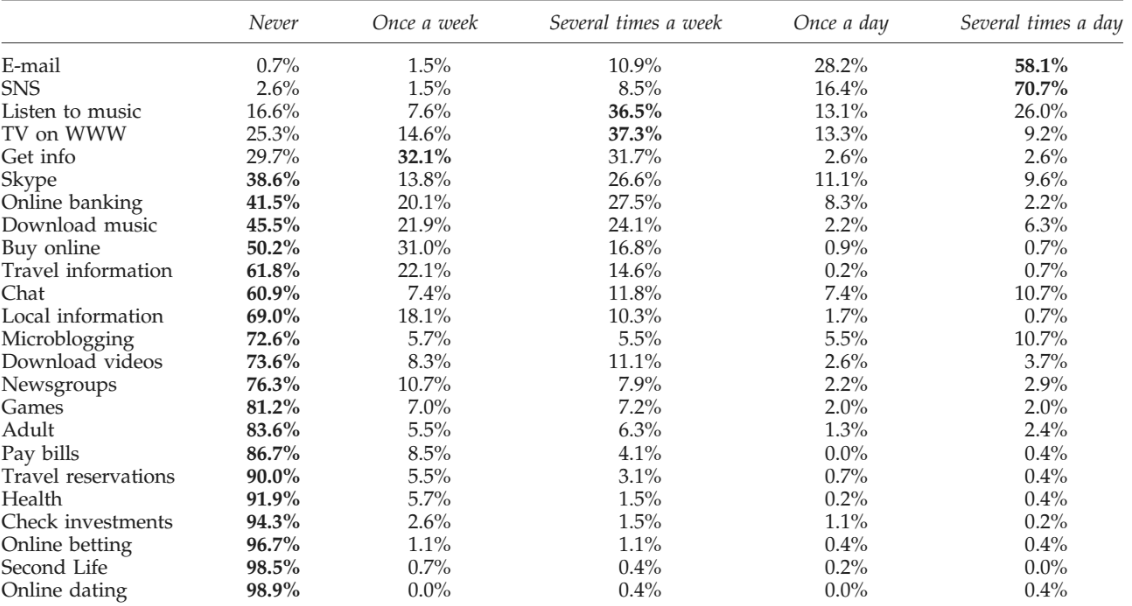 Never Once a week Several times a week Once a day Several times a day
E-mail 0.7% 1.5% 10.9% 28.2% 58.1%
SNS 2.6% 1.5% 8.5% 16.4% 70.7%
Listen to music 16.6% 7.6% 36.5% 13.1% 26.0%
TV on WWW 25.3% 14.6% 37.3% 13.3% 9.2%
Get info 29.7% 32.1% 31.7% 2.6% 2.6%
Skype 38.6% 13.8% 26.6% 11.1% 9.6%
Online banking 41.5% 20.1% 27.5% 8.3% 2.2%
Download music 45.5% 21.9% 24.1% 2.2% 6.3%
Buy online 50.2% 31.0% 16.8% 0.9% 0.7%
Travel information 61.8% 22.1% 14.6% 0.2% 0.7%
Chat 60.9% 7.4% 11.8% 7.4% 10.7%
Local information 69.0% 18.1% 10.3% 1.7% 0.7%
Microblogging 72.6% 5.7% 5.5% 5.5% 10.7%
Download videos 73.6% 8.3% 11.1% 2.6% 3.7%
Newsgroups 76.3% 10.7% 7.9% 2.2% 2.9%
Games 81.2% 7.0% 7.2% 2.0% 2.0%
Adult 83.6% 5.5% 6.3% 1.3% 2.4%
Pay bills 86.7% 8.5% 4.1% 0.0% 0.4%
Travel reservations 90.0% 5.5% 3.1% 0.7% 0.4%
Health 91.9% 5.7% 1.5% 0.2% 0.4%
Check investments 94.3% 2.6% 1.5% 1.1% 0.2%
Online betting 96.7% 1.1% 1.1% 0.4% 0.4%
Second Life 98.5% 0.7% 0.4% 0.2% 0.0%
Online dating 98.9% 0.0% 0.4% 0.0% 0.4%